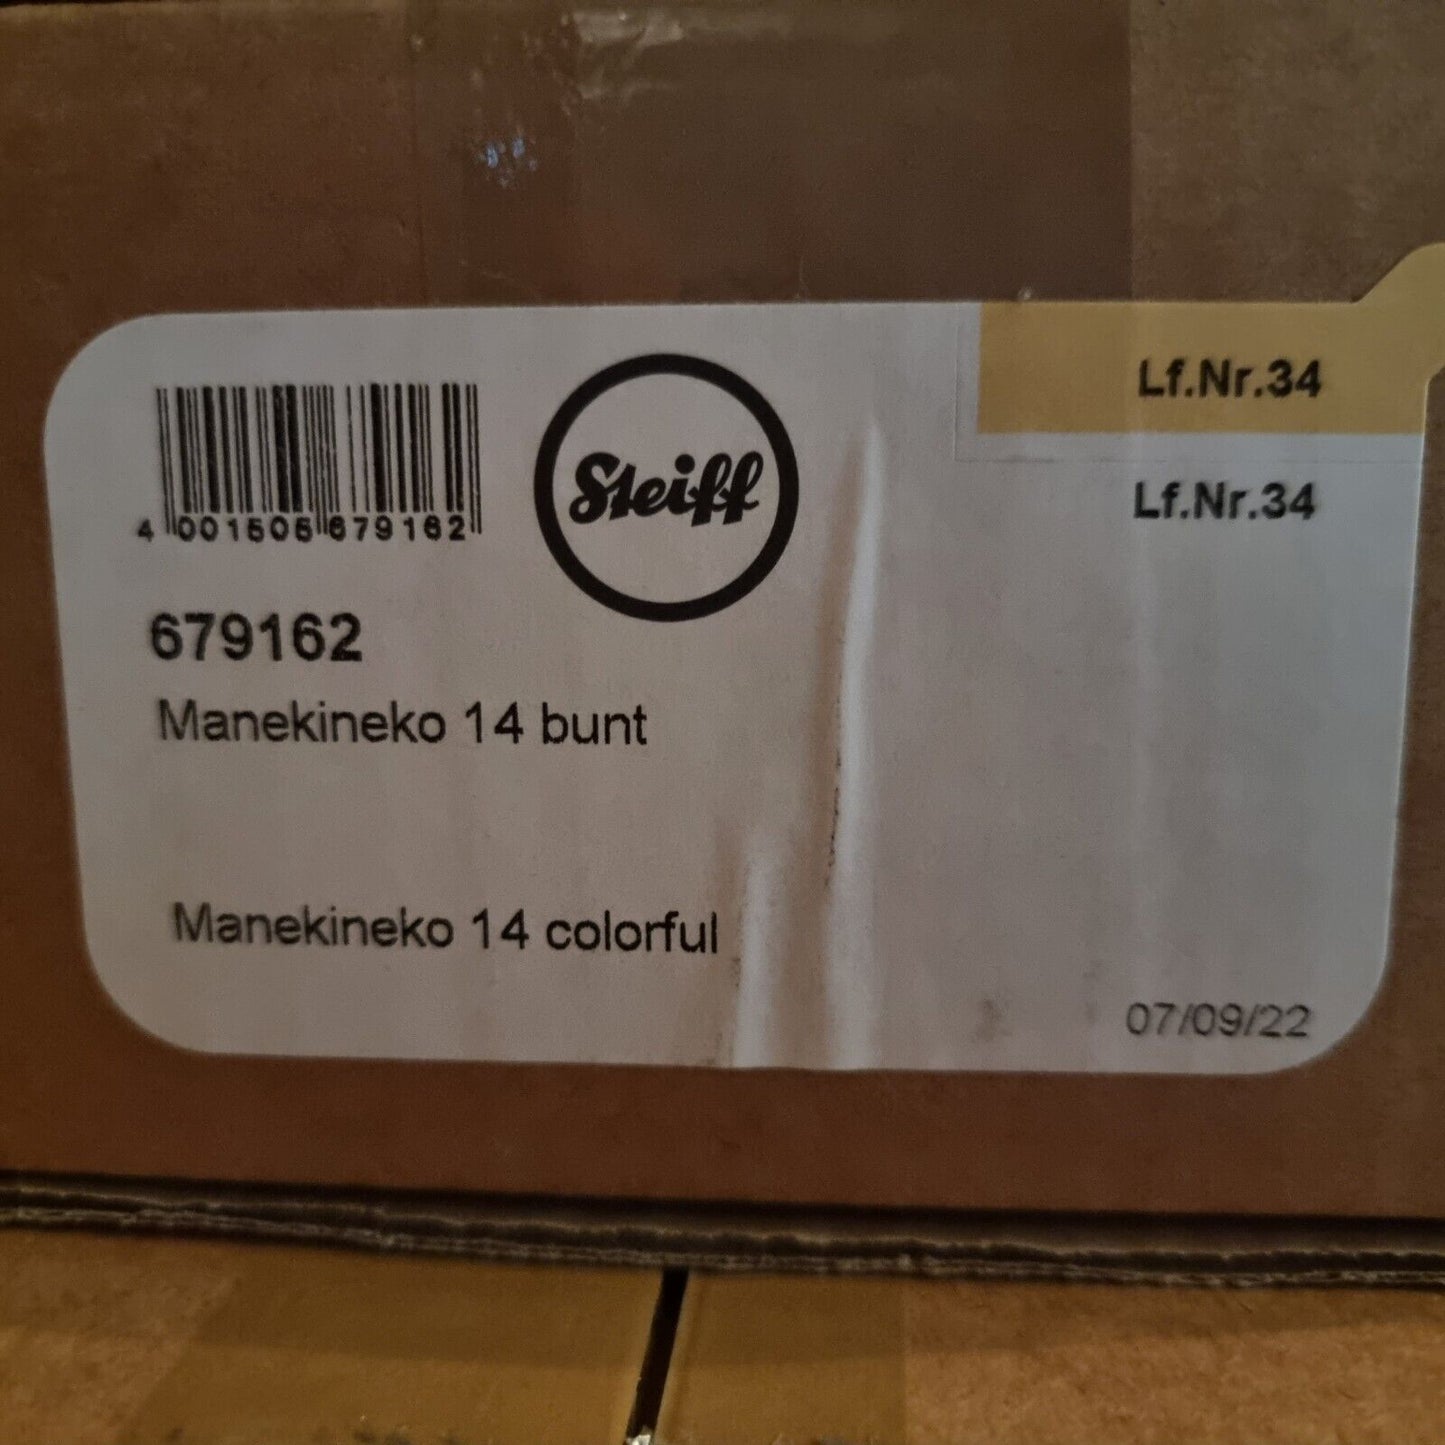 4 001505 679162
Steiff
Lf.Nr.34
Lf.Nr.34
679162
Manekineko 14 bunt
Manekineko 14 colorful
07/09/22